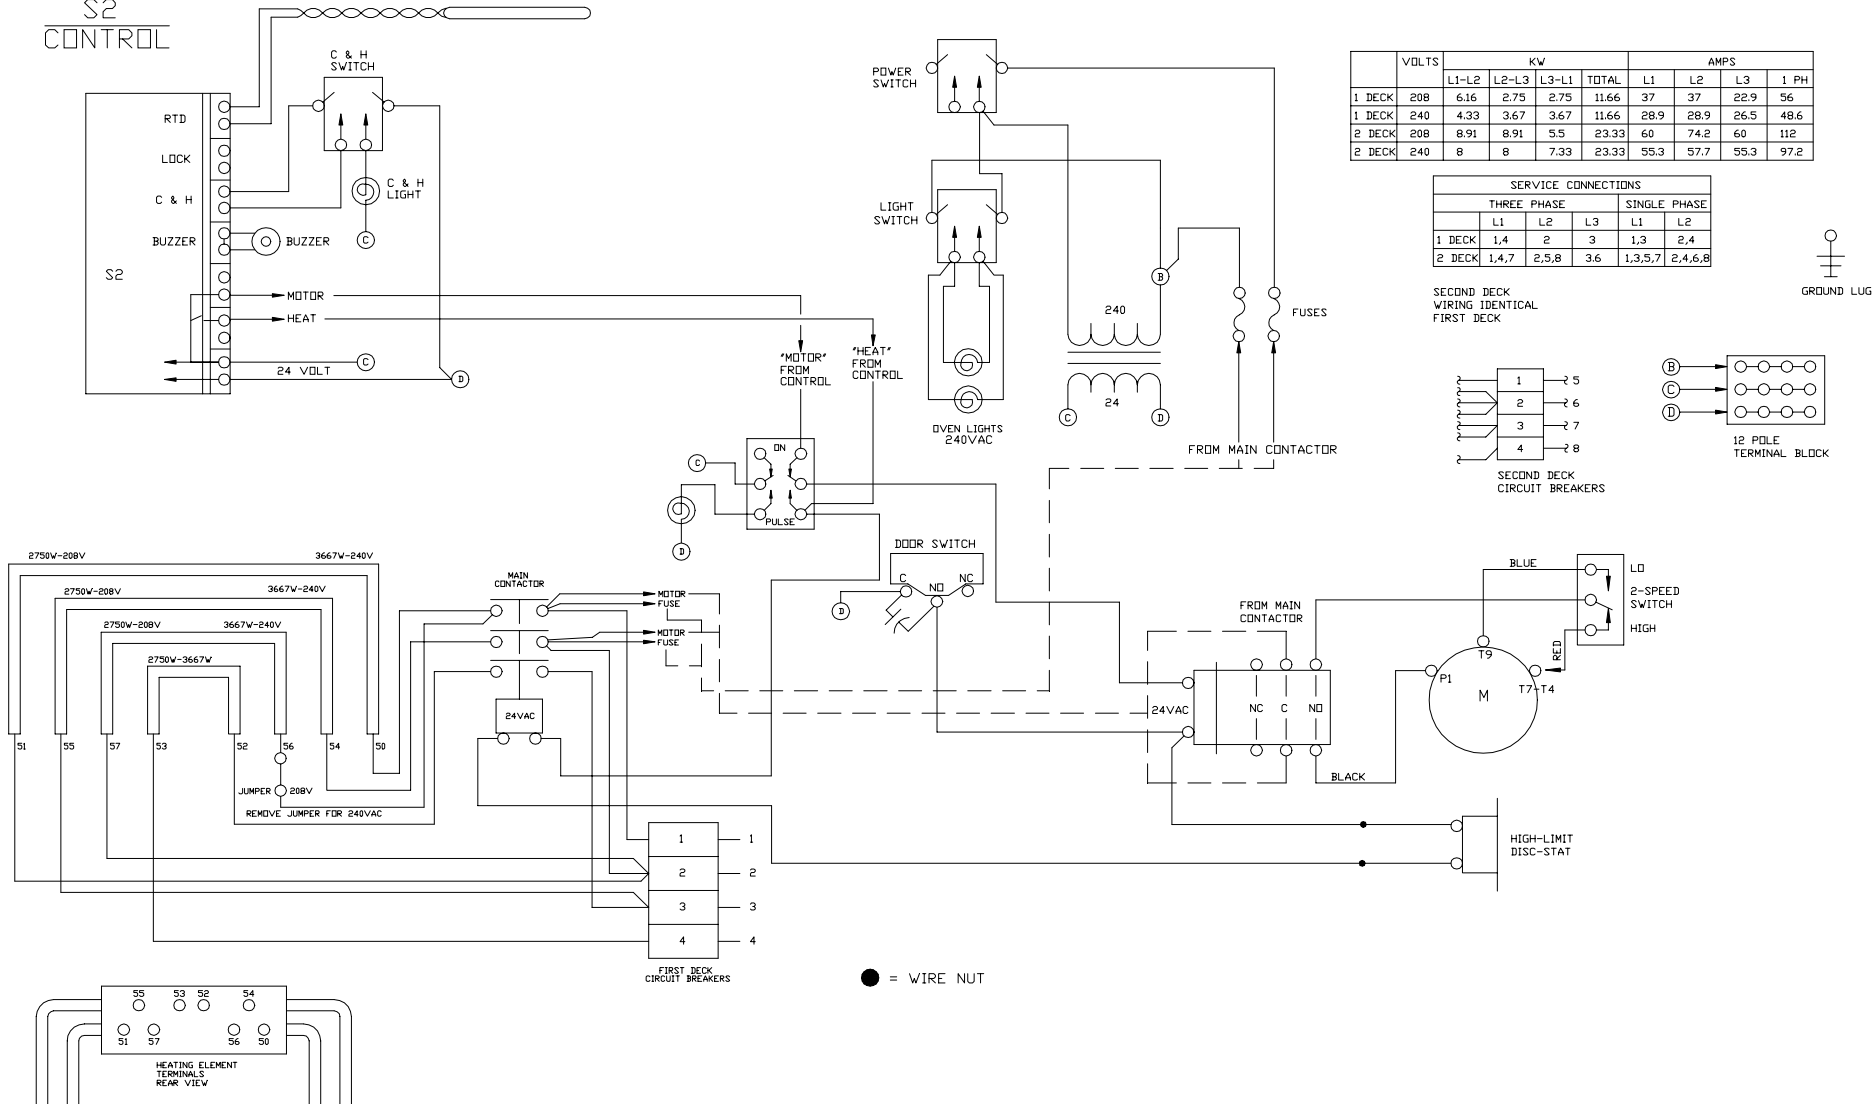 S2
CONTROL
C & H
SWITCH
RTD
LOCK
C & H
BUZZER
S2
C & H
LIGHT
C
BUZZER
MOTOR
HEAT
24 VOLT
C
D
POWER
SWITCH
LIGHT
SWITCH
OVEN LIGHTS
240VAC
B
240
24
C
D
FUSES
FROM MAIN CONTACTOR
"MOTOR"
FROM
CONTROL
"HEAT"
FROM
CONTROL
VOLTS KW AMPS
L1-L2 L2-L3 L3-L1 TOTAL L1 L2 L3 1 PH
1 DECK 208 6.16 2.75 2.75 11.66 37 37 22.9 56
1 DECK 240 4.33 3.67 3.67 11.66 28.9 28.9 26.5 48.6
2 DECK 208 8.91 8.91 5.5 23.33 60 74.2 60 112
2 DECK 240 8 8 7.33 23.33 55.3 57.7 55.3 97.2
SERVICE CONNECTIONS
THREE PHASE SINGLE PHASE
L1 L2 L3 L1 L2
1 DECK 1,4 2 3 1,3 2,4
2 DECK 1,4,7 2,5,8 3.6 1,3,5,7 2,4,6,8
SECOND DECK
WIRING IDENTICAL
FIRST DECK
GROUND LUG
1 5
2 6
3 7
4 8
SECOND DECK
CIRCUIT BREAKERS
B
C
D
12 POLE
TERMINAL BLOCK
ON
PULSE
C
D
DOOR SWITCH
C
NO
NC
D
2750W-208V 3667W-240V
2750W-208V 3667W-240V
2750W-208V 3667W-240V
2750W-3667W
51 55 57 53 52 56 54 50
JUMPER 208V
REMOVE JUMPER FOR 240VAC
MAIN
CONTACTOR
MOTOR
FUSE
MOTOR
FUSE
24VAC
1 1
2 2
3 3
4 4
FIRST DECK
CIRCUIT BREAKERS
FROM MAIN
CONTACTOR
24VAC
NC C NO
BLACK
BLUE
LO
2-SPEED
SWITCH
HIGH
RED
T9
P1
T7-T4
M
HIGH-LIMIT
DISC-STAT
= WIRE NUT
55 53 52 54
51 57 56 50
HEATING ELEMENT
TERMINALS
REAR VIEW